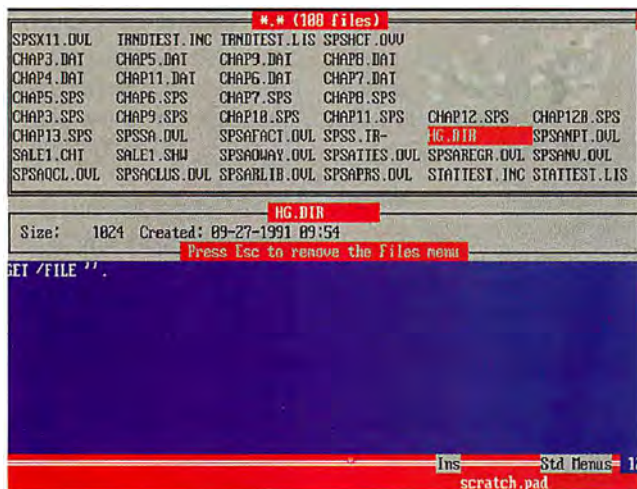 *.* (108 files)
SPSX11.OVL TRNDTEST.INC TRNDTEST.LIS SPSHCF.OVV
CHAP3.DAT CHAP5.DAT CHAP9.DAT CHAP8.DAT
CHAP4.DAT CHAP11.DAT CHAP6.DAT CHAP7.DAT
CHAP5.SPS CHAP6.SPS CHAP7.SPS CHAP8.SPS
CHAP3.SPS CHAP9.SPS CHAP10.SPS CHAP11.SPS CHAP12.SPS CHAP12B.SPS
CHAP13.SPS SPSSA.OVL SPSAFACT.OVL SPSS.TR- HG.DIR SPSANPT.OVL
SALE1.CHT SALE1.SHW SPSAOWAY.OVL SPSATTES.OVL SPSAREGR.OVL SPSANV.OVL
SPSAQCL.OVL SPSACLUS.OVL SPSARLIB.OVL SPSAPRS.OVL STATTEST.INC STATTEST.LIS
HG.DIR
Size: 1024 Created: 09-27-1991 09:54
Press Esc to remove the Files menu
GET /FILE ''.
Ins Std Menus
scratch.pad